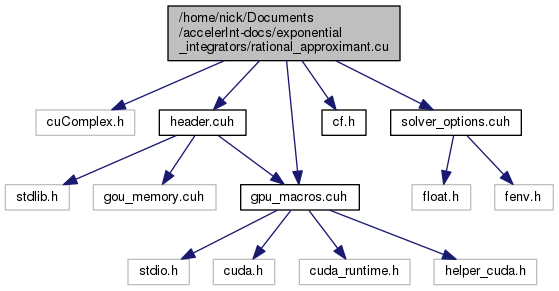 /home/nick/Documents
/accelerInt-docs/exponential
_integrators/rational_approximant.cu
cuComplex.h
header.cuh
cf.h
solver_options.cuh
stdlib.h
gou_memory.cuh
gpu_macros.cuh
float.h
fenv.h
stdio.h
cuda.h
cuda_runtime.h
helper_cuda.h